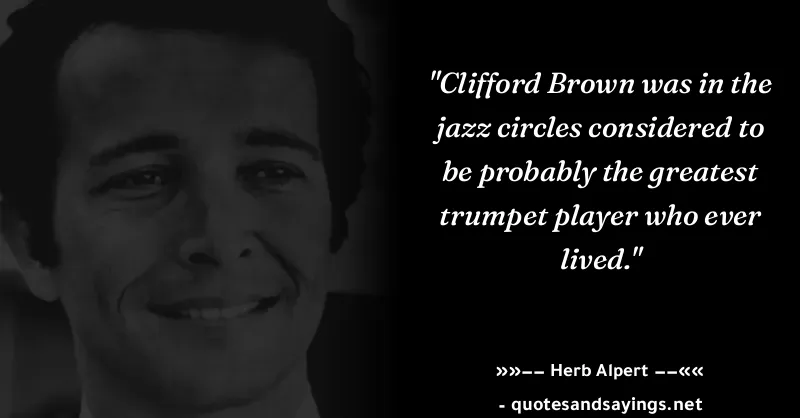 "Clifford Brown was in the
jazz circles considered to
be probably the greatest
trumpet player who ever
lived."
»»−− Herb Alpert −−««
- quotesandsayings.net